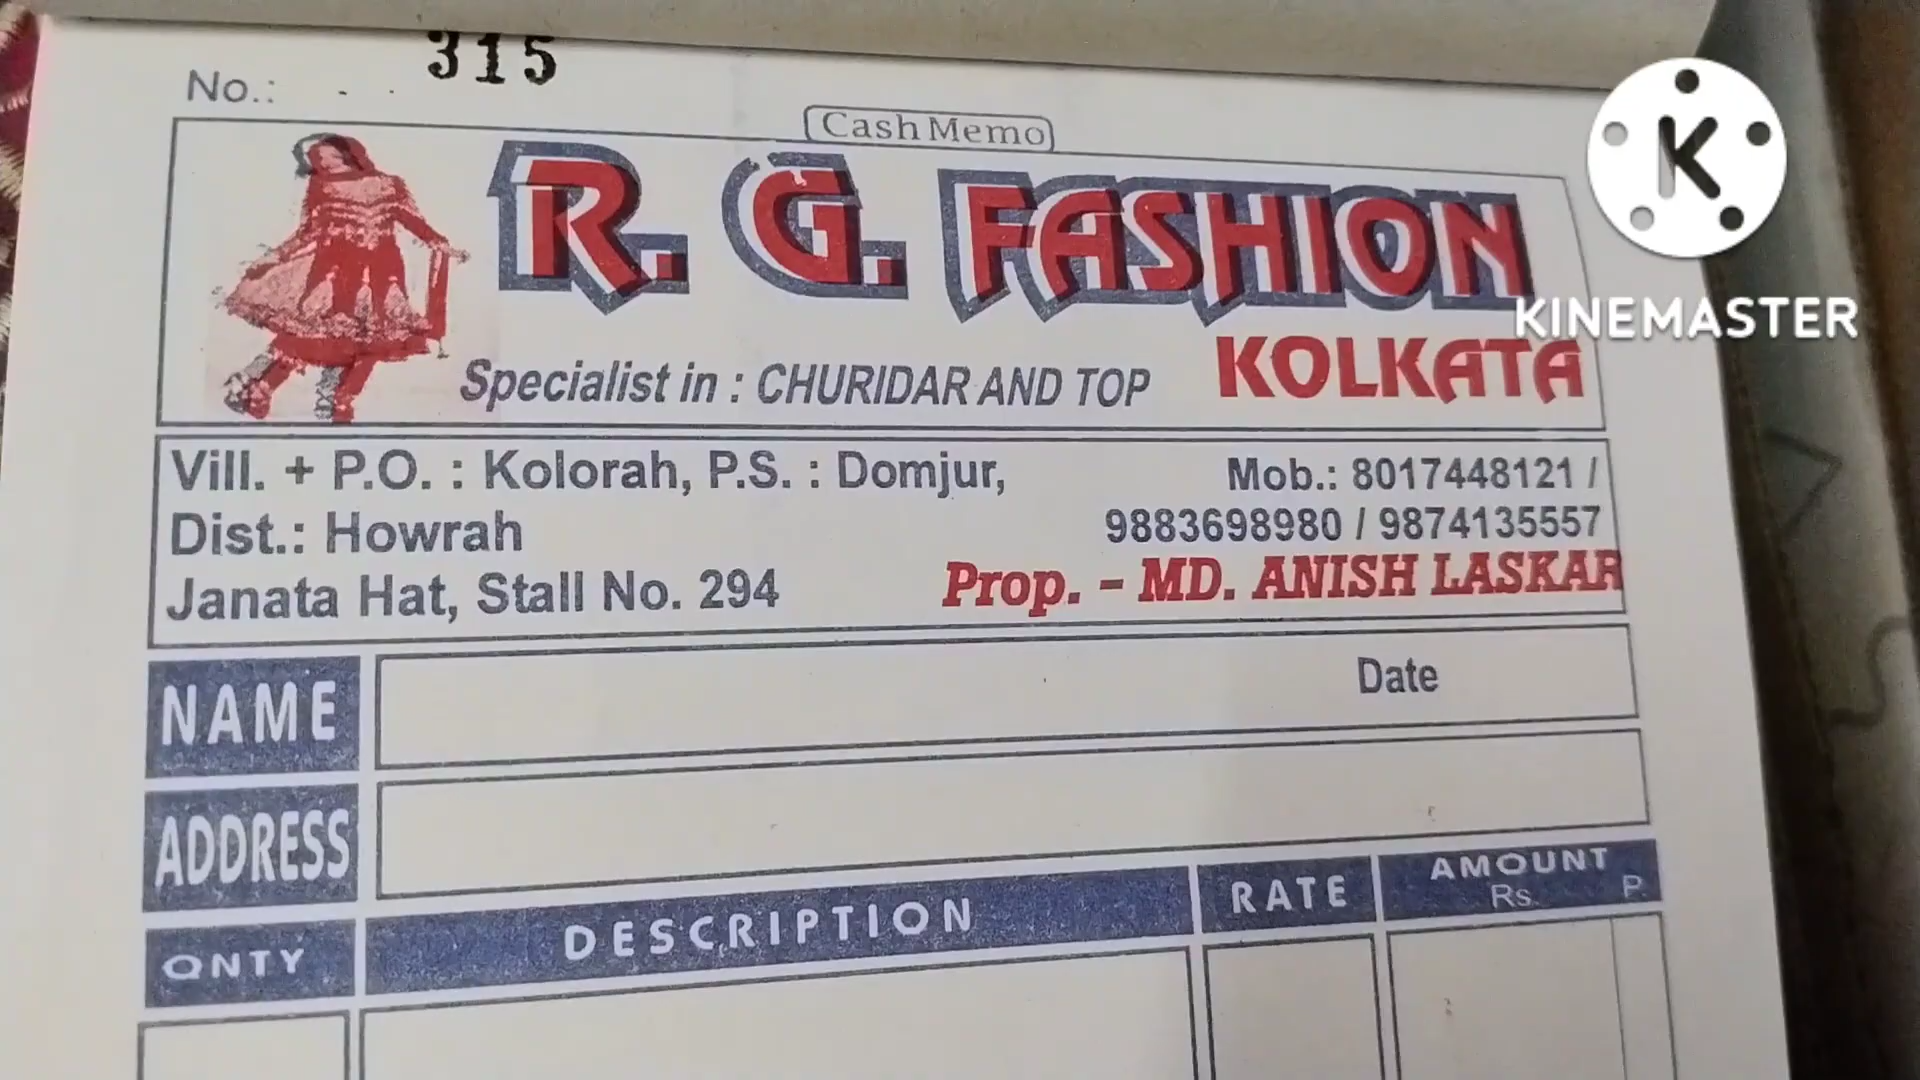 No.: 315
Cash Memo
R. G. FASHION
KOLKATA
Specialist in : CHURIDAR AND TOP
Vill. + P.O. : Kolorah, P.S. : Domjur,
Dist.: Howrah
Janata Hat, Stall No. 294
Mob.: 8017448121 /
9883698980 / 9874135557
Prop. - MD. ANISH LASKAR
NAME
Date
ADDRESS
QNTY DESCRIPTION RATE AMOUNT
Rs. P.
K
KINEMASTER